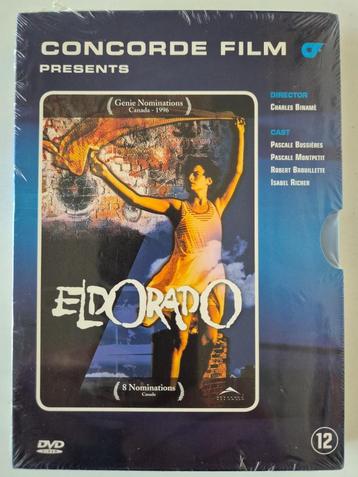 CONCORDE FILM
PRESENTS
DIRECTOR
CHARLES BINAMÉ
CAST
PASCALE BUSSIÈRES
PASCALE MONTPETIT
ROBERT BROUILLETTE
ISABEL RICHER
Genie Nominations
Canada - 1996
ELDORADO
8 Nominations
Canada
DVD
VIDEO
12